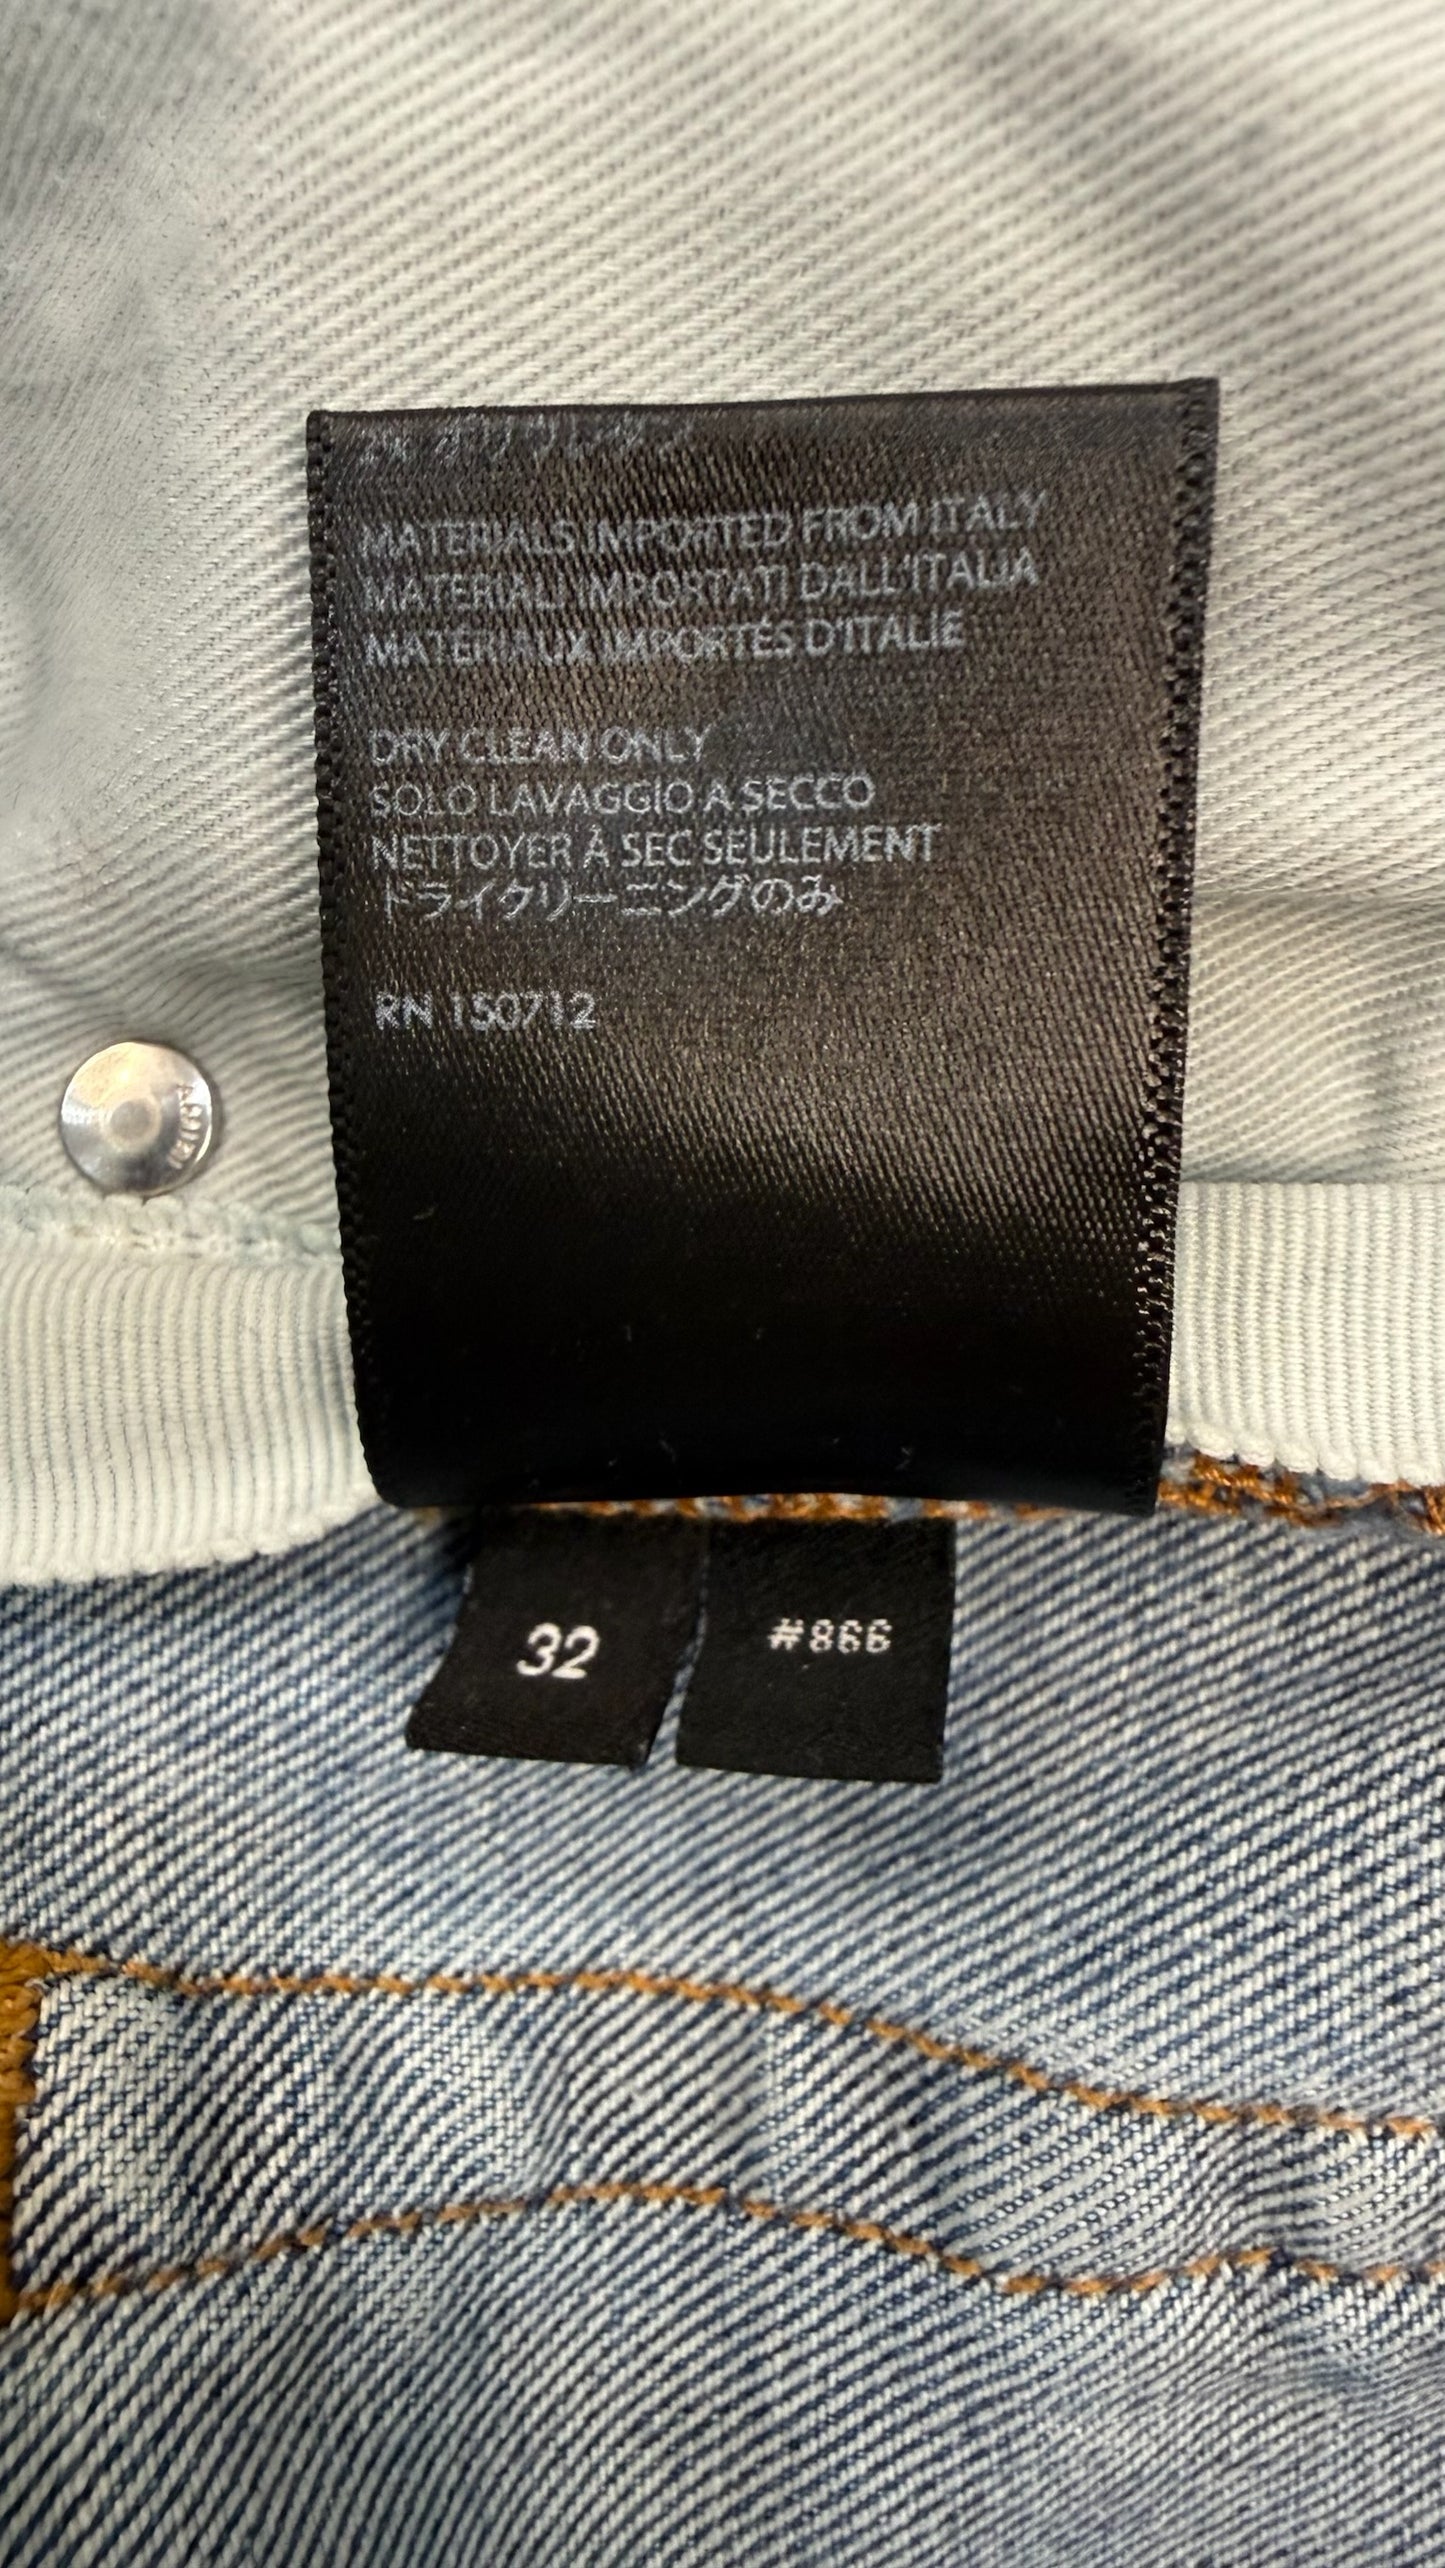 MATERIALS IMPORTED FROM ITALY
MATERIALI IMPORTATI DALL'ITALIA
MATÉRIAUX IMPORTÉS D'ITALIE
DRY CLEAN ONLY
SOLO LAVAGGIO A SECCO
NETTOYER À SEC SEULEMENT
ドライクリーニングのみ
RN 150712
32
#866